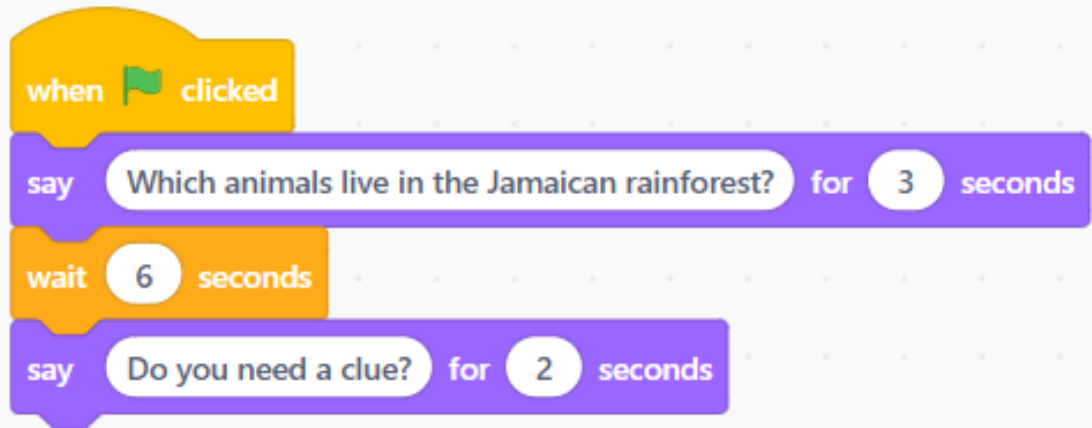 when clicked
say Which animals live in the Jamaican rainforest? for 3 seconds
wait 6 seconds
say Do you need a clue? for 2 seconds